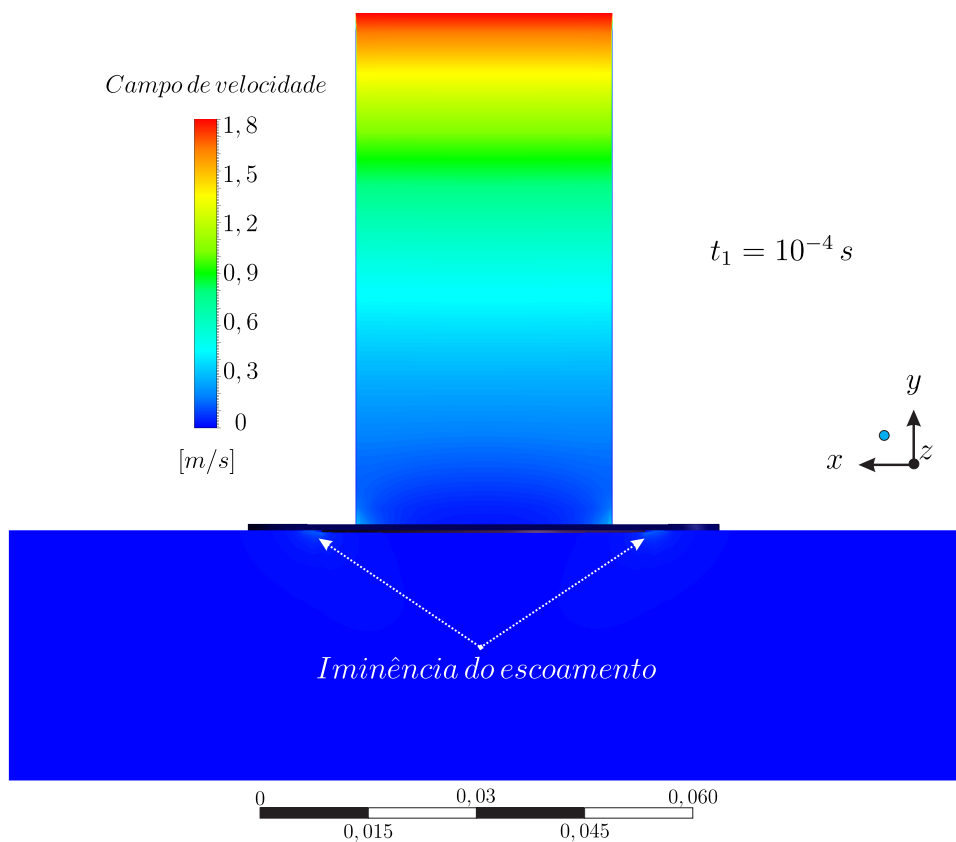 Campo de velocidade
1,8
1,5
1,2
0,9
0,6
0,3
0
[m/s]
t₁ = 10⁻⁴ s
y
x
z
Iminência do escoamento
0 0,03 0,060
0,015 0,045